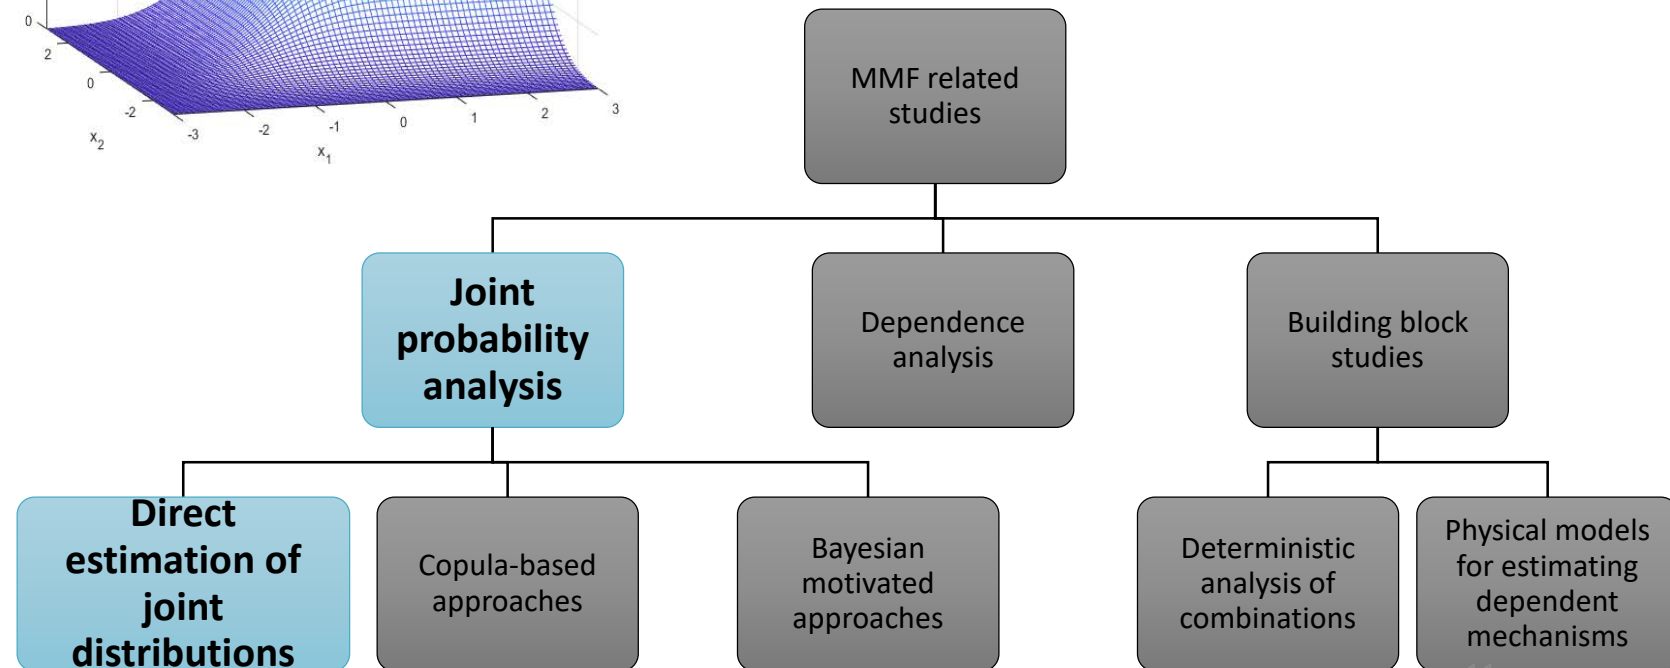 0
2
0
-2
x2
-3
-2
-1
0
1
2
3
x1
MMF related
studies
Joint
probability
analysis
Dependence
analysis
Building block
studies
Direct
estimation of
joint
distributions
Copula-based
approaches
Bayesian
motivated
approaches
Deterministic
analysis of
combinations
Physical models
for estimating
dependent
mechanisms